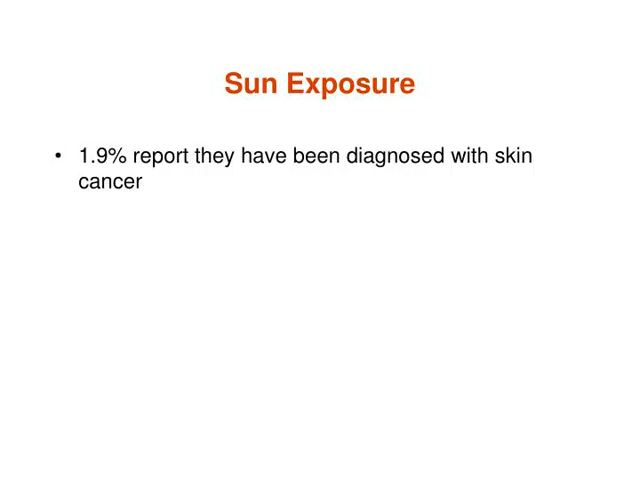 Sun Exposure
• 1.9% report they have been diagnosed with skin
cancer